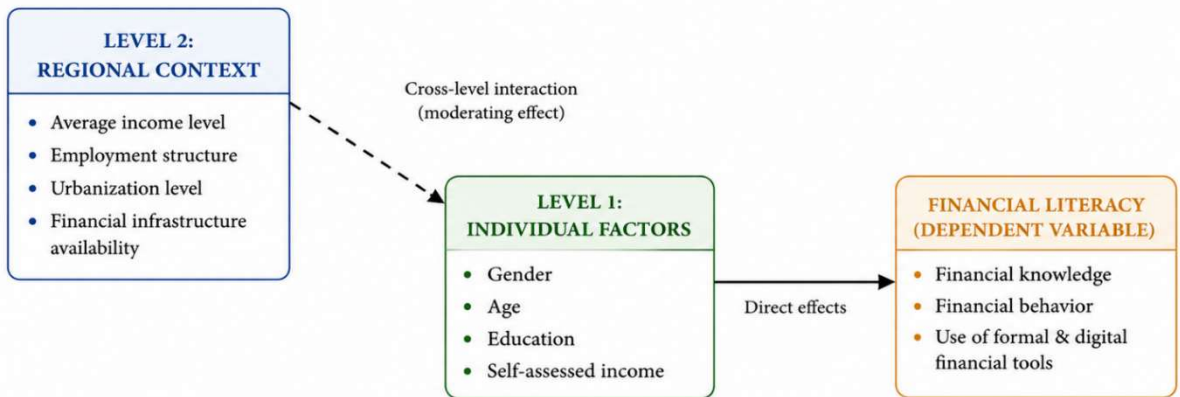 LEVEL 2:
REGIONAL CONTEXT
• Average income level
• Employment structure
• Urbanization level
• Financial infrastructure
availability
Cross-level interaction
(moderating effect)
LEVEL 1:
INDIVIDUAL FACTORS
• Gender
• Age
• Education
• Self-assessed income
Direct effects
FINANCIAL LITERACY
(DEPENDENT VARIABLE)
• Financial knowledge
• Financial behavior
• Use of formal & digital
financial tools